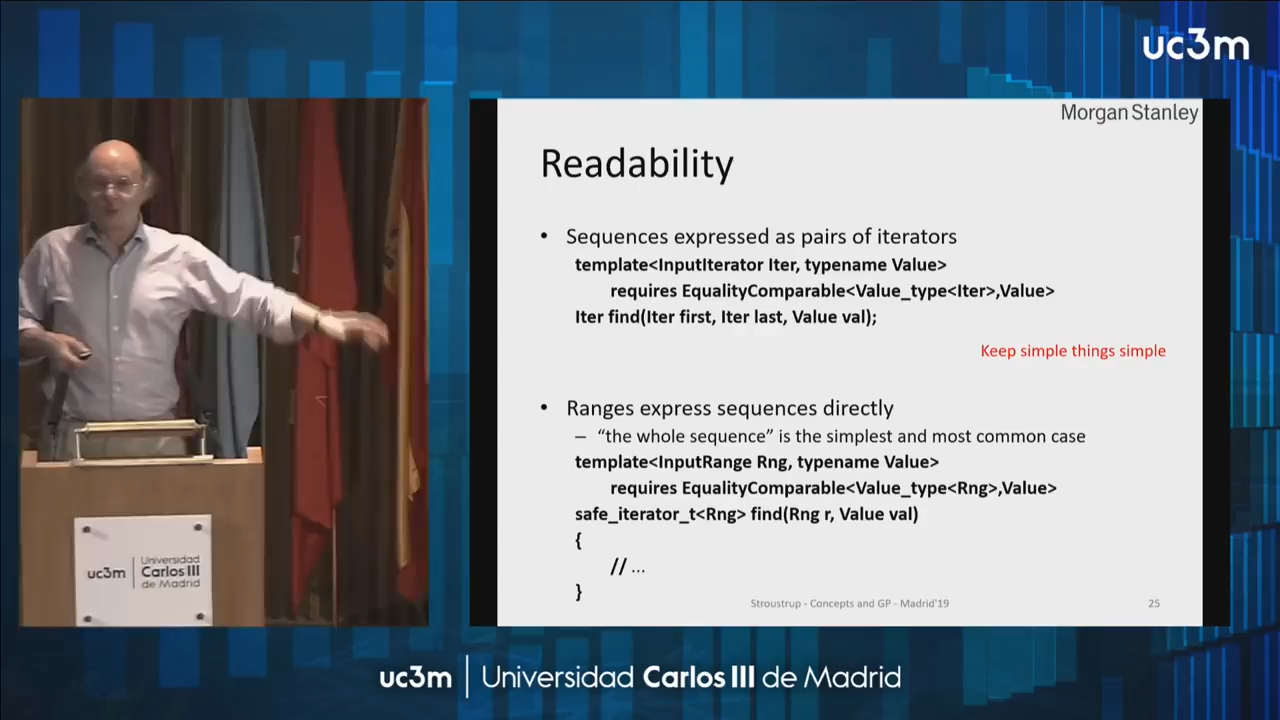 uc3m
Morgan Stanley
Readability
• Sequences expressed as pairs of iterators
template<InputIterator Iter, typename Value>
requires EqualityComparable<Value_type<Iter>,Value>
Iter find(Iter first, Iter last, Value val);
Keep simple things simple
• Ranges express sequences directly
– “the whole sequence” is the simplest and most common case
template<InputRange Rng, typename Value>
requires EqualityComparable<Value_type<Rng>,Value>
safe_iterator_t<Rng> find(Rng r, Value val)
{
// ...
}
Stroustrup - Concepts and GP - Madrid'19
25
uc3m
Universidad
Carlos III
de Madrid
uc3m | Universidad Carlos III de Madrid